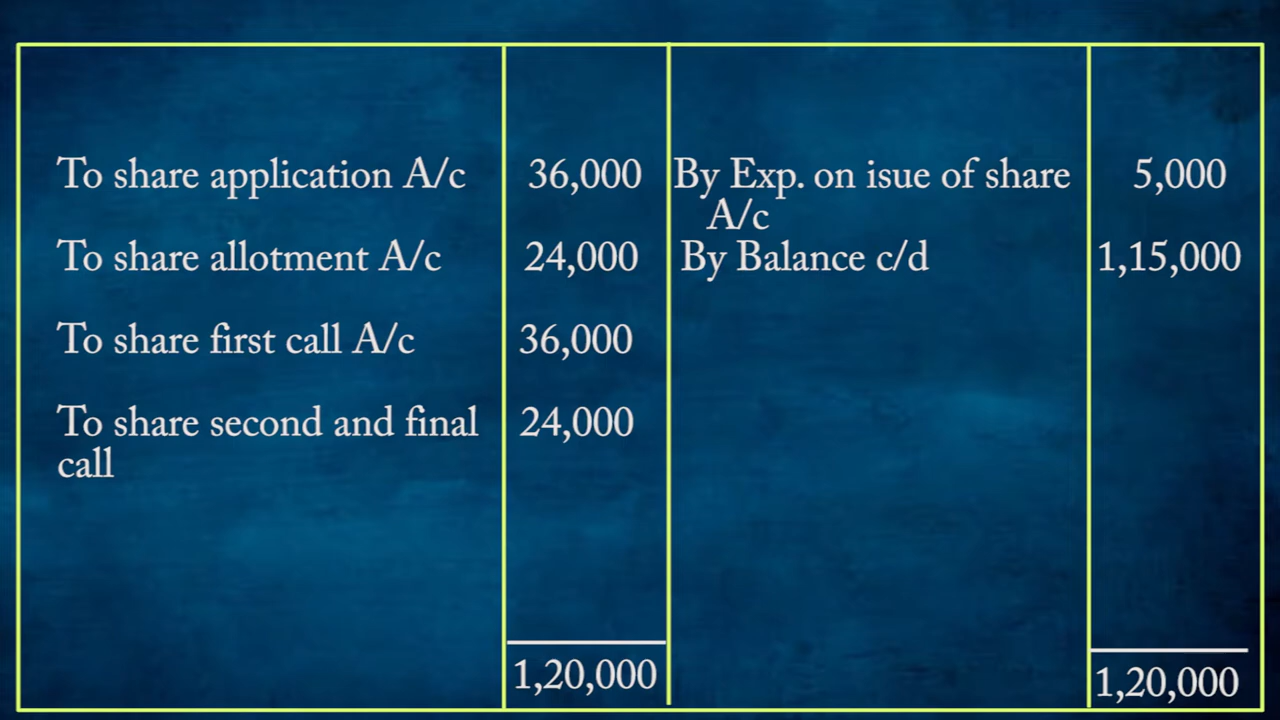 To share application A/c 36,000 By Exp. on isue of share 5,000
A/c
To share allotment A/c 24,000 By Balance c/d 1,15,000
To share first call A/c 36,000
To share second and final 24,000
call
1,20,000 1,20,000